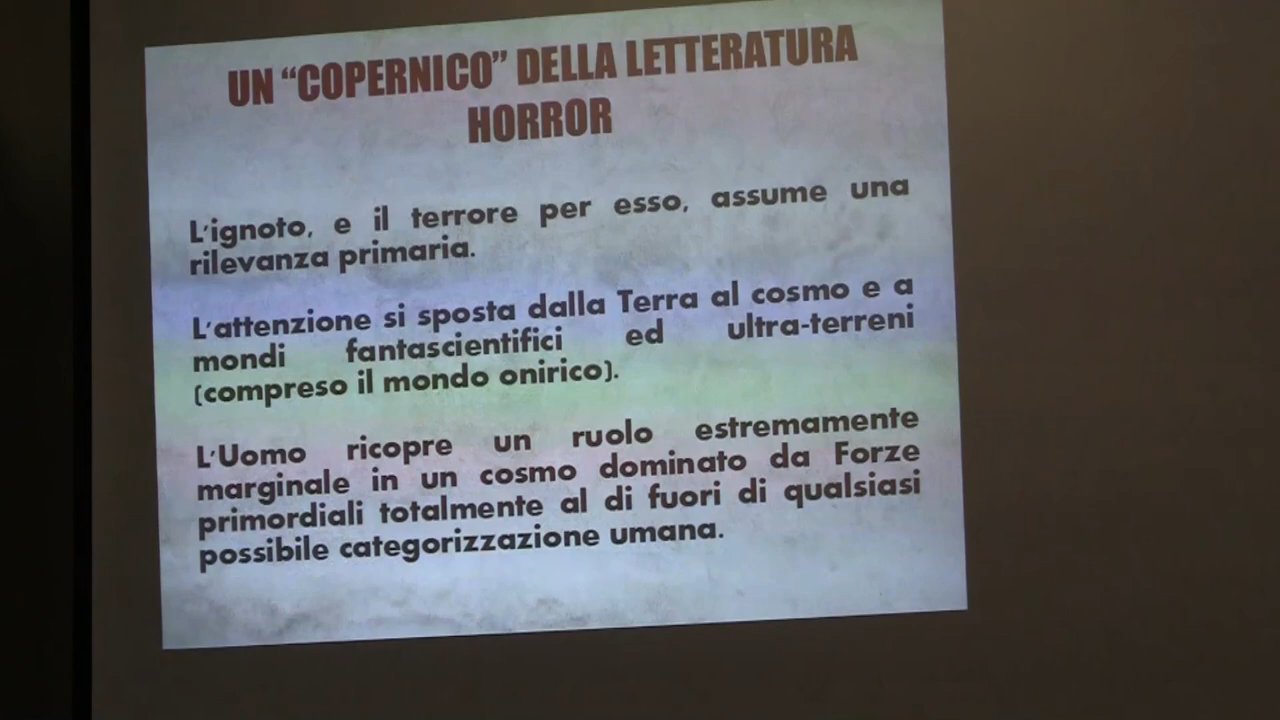 UN “COPERNICO” DELLA LETTERATURA
HORROR
L'ignoto, e il terrore per esso, assume una
rilevanza primaria.
L'attenzione si sposta dalla Terra al cosmo e a
mondi fantascientifici ed ultra-terreni
(compreso il mondo onirico).
L'Uomo ricopre un ruolo estremamente
marginale in un cosmo dominato da Forze
primordiali totalmente al di fuori di qualsiasi
possibile categorizzazione umana.